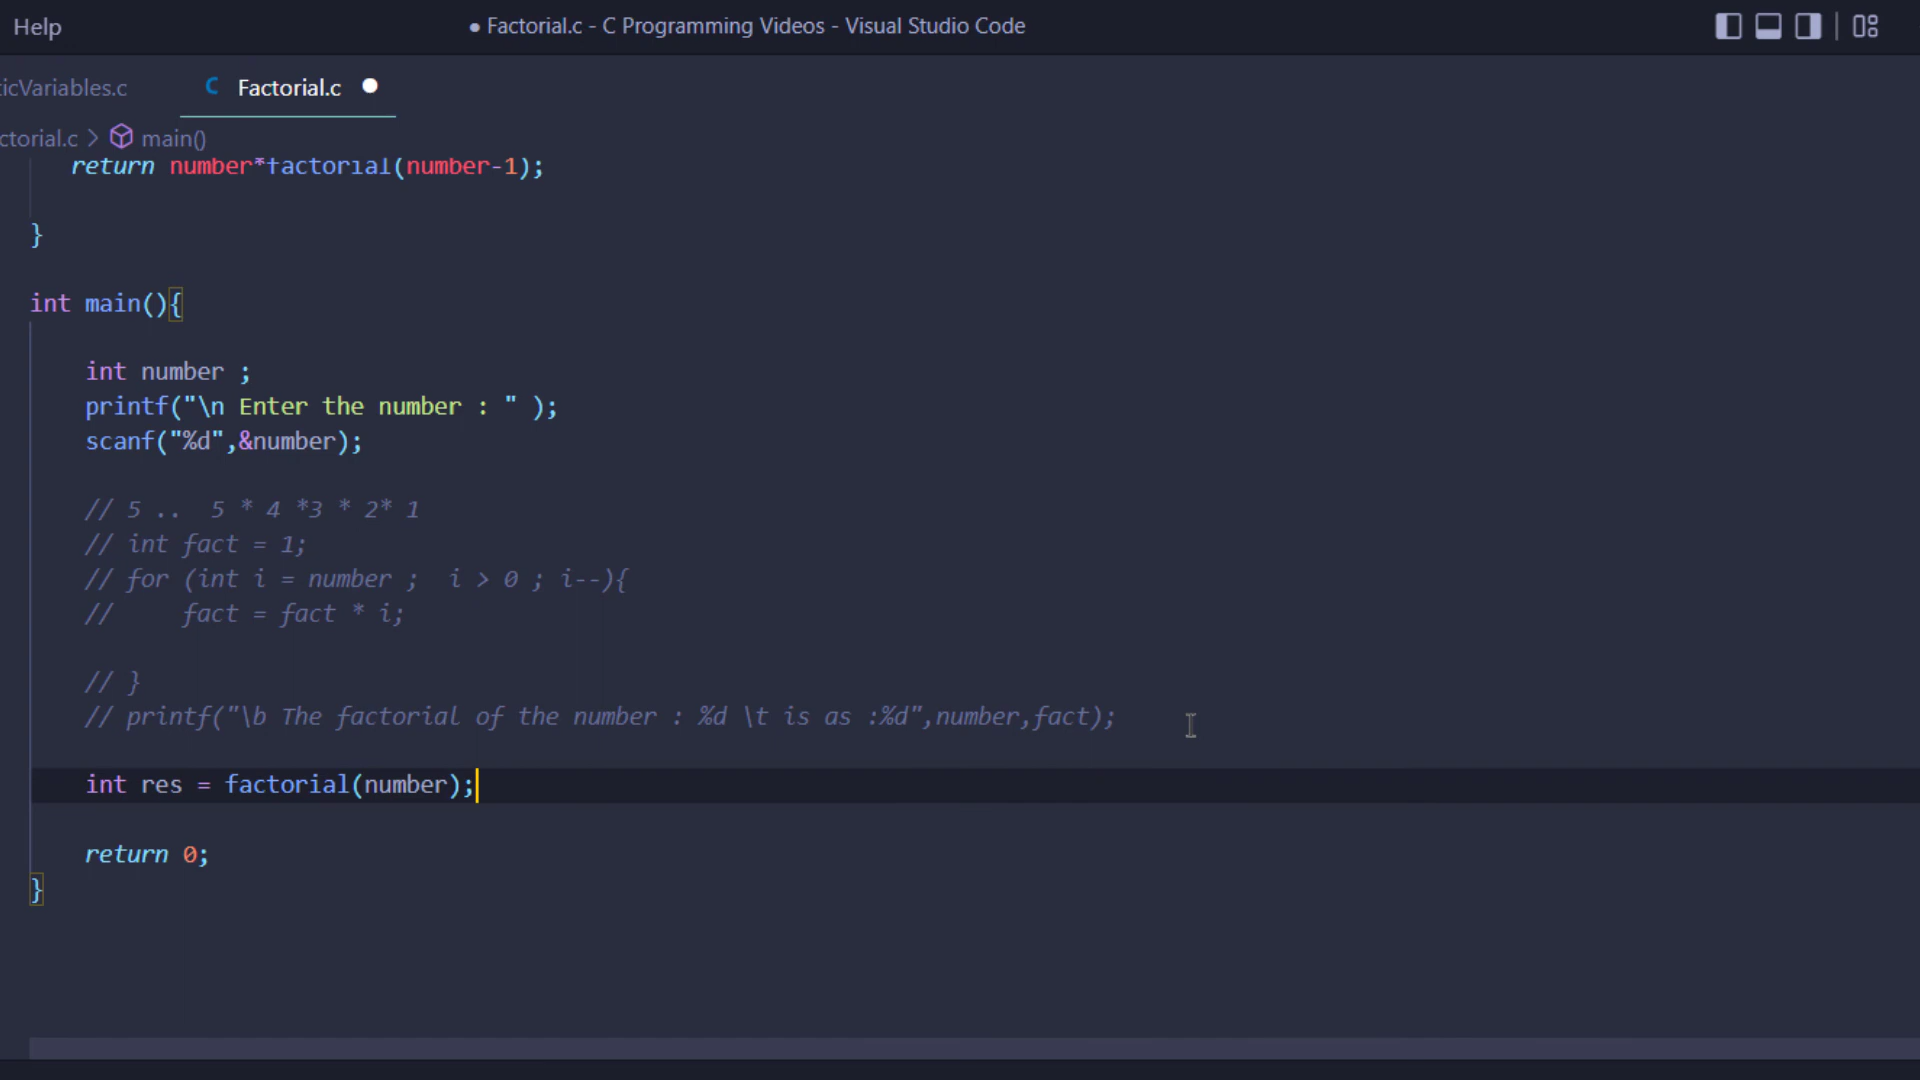 Help
● Factorial.c - C Programming Videos - Visual Studio Code
icVariables.c
C Factorial.c
ctorial.c > main()
return number*factorial(number-1);
}
int main(){
int number ;
printf("\n Enter the number : " );
scanf("%d",&number);
// 5 ..  5 * 4 *3 * 2* 1
// int fact = 1;
// for (int i = number ;  i > 0 ; i--){
//     fact = fact * i;
// }
// printf("\b The factorial of the number : %d \t is as :%d",number,fact);
int res = factorial(number);
return 0;
}